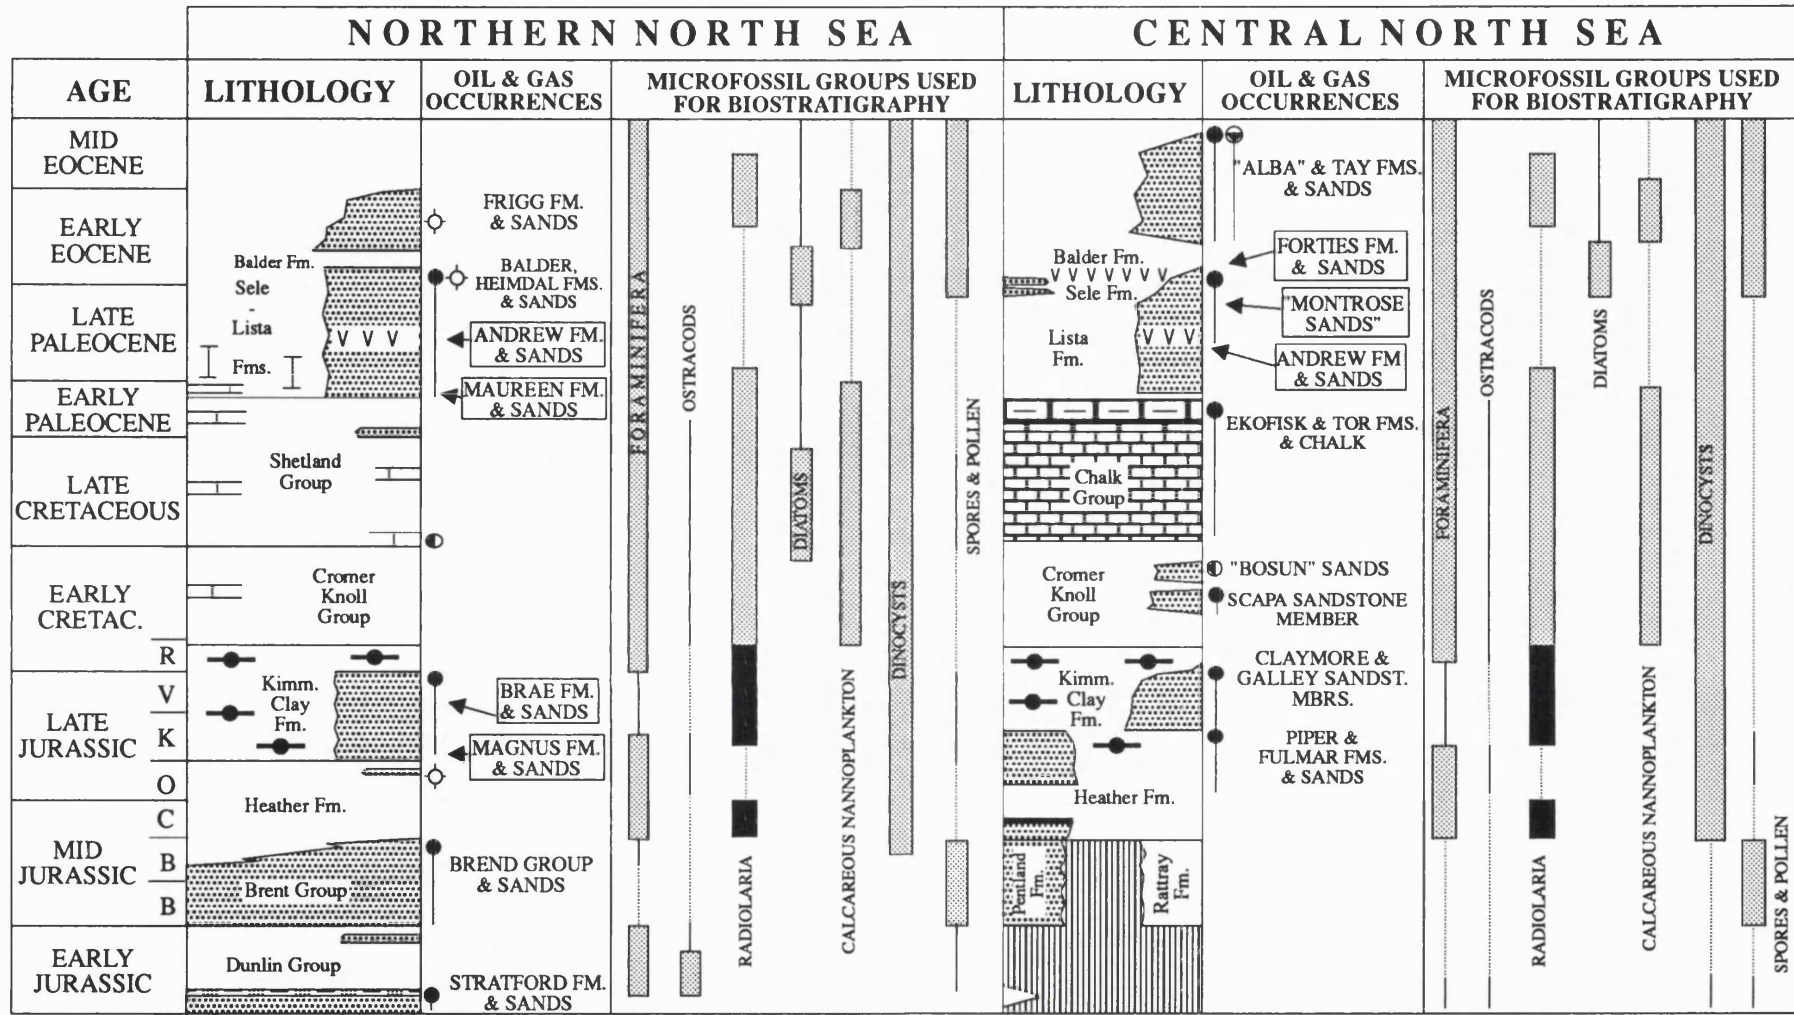 NORTHERN NORTH SEA
CENTRAL NORTH SEA
AGE
LITHOLOGY
OIL & GAS
OCCURRENCES
MICROFOSSIL GROUPS USED
FOR BIOSTRATIGRAPHY
LITHOLOGY
OIL & GAS
OCCURRENCES
MICROFOSSIL GROUPS USED
FOR BIOSTRATIGRAPHY
MID
EOCENE
EARLY
EOCENE
LATE
PALEOCENE
EARLY
PALEOCENE
LATE
CRETACEOUS
EARLY
CRETAC.
R
LATE
JURASSIC
V
K
O
MID
JURASSIC
C
B
B
EARLY
JURASSIC
Balder Fm.
Sele
-
Lista
Fms.
V V V V
Shetland
Group
Cromer
Knoll
Group
Kimm.
Clay
Fm.
Heather Fm.
Brent Group
Dunlin Group
FRIGG FM.
& SANDS
BALDER,
HEIMDAL FMS.
& SANDS
ANDREW FM.
& SANDS
MAUREEN FM.
& SANDS
BRAE FM.
& SANDS
MAGNUS FM.
& SANDS
BREND GROUP
& SANDS
STRATFORD FM.
& SANDS
FORAMINIFERA
OSTRACODS
RADIOLARIA
DIATOMS
CALCAREOUS NANNOPLANKTON
DINOCYSTS
SPORES & POLLEN
Balder Fm.
V V V V V V V
Sele Fm.
Lista
Fm.
V V V V
Chalk
Group
Cromer
Knoll
Group
Kimm.
Clay
Fm.
Heather Fm.
Pentland
Fm.
Rattray
Fm.
"ALBA" & TAY FMS.
& SANDS
FORTIES FM.
& SANDS
"MONTROSE
SANDS"
ANDREW FM
& SANDS
EKOFISK & TOR FMS.
& CHALK
"BOSUN" SANDS
SCAPA SANDSTONE
MEMBER
CLAYMORE &
GALLEY SANDST.
MBRS.
PIPER &
FULMAR FMS.
& SANDS
FORAMINIFERA
OSTRACODS
RADIOLARIA
DIATOMS
CALCAREOUS NANNOPLANKTON
DINOCYSTS
SPORES & POLLEN